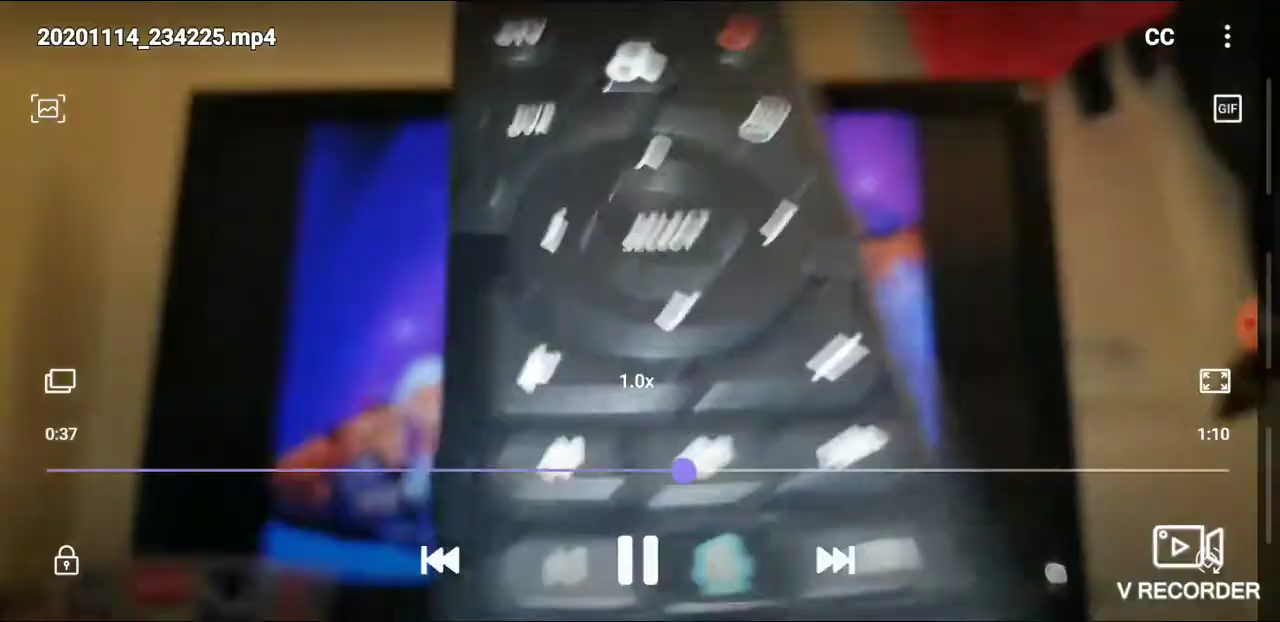 20201114_234225.mp4
CC
GIF
1.0x
0:37
1:10
V RECORDER